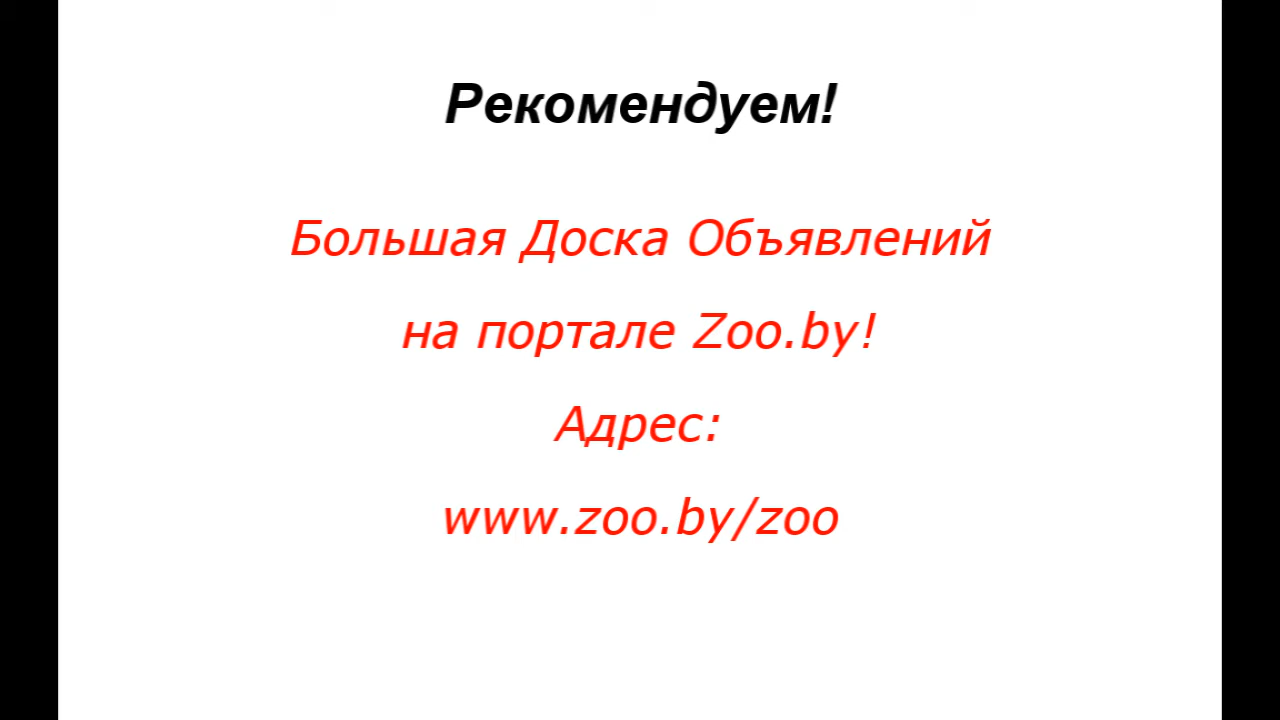 Рекомендуем!
Большая Доска Объявлений
на портале Zoo.by!
Адрес:
www.zoo.by/zoo